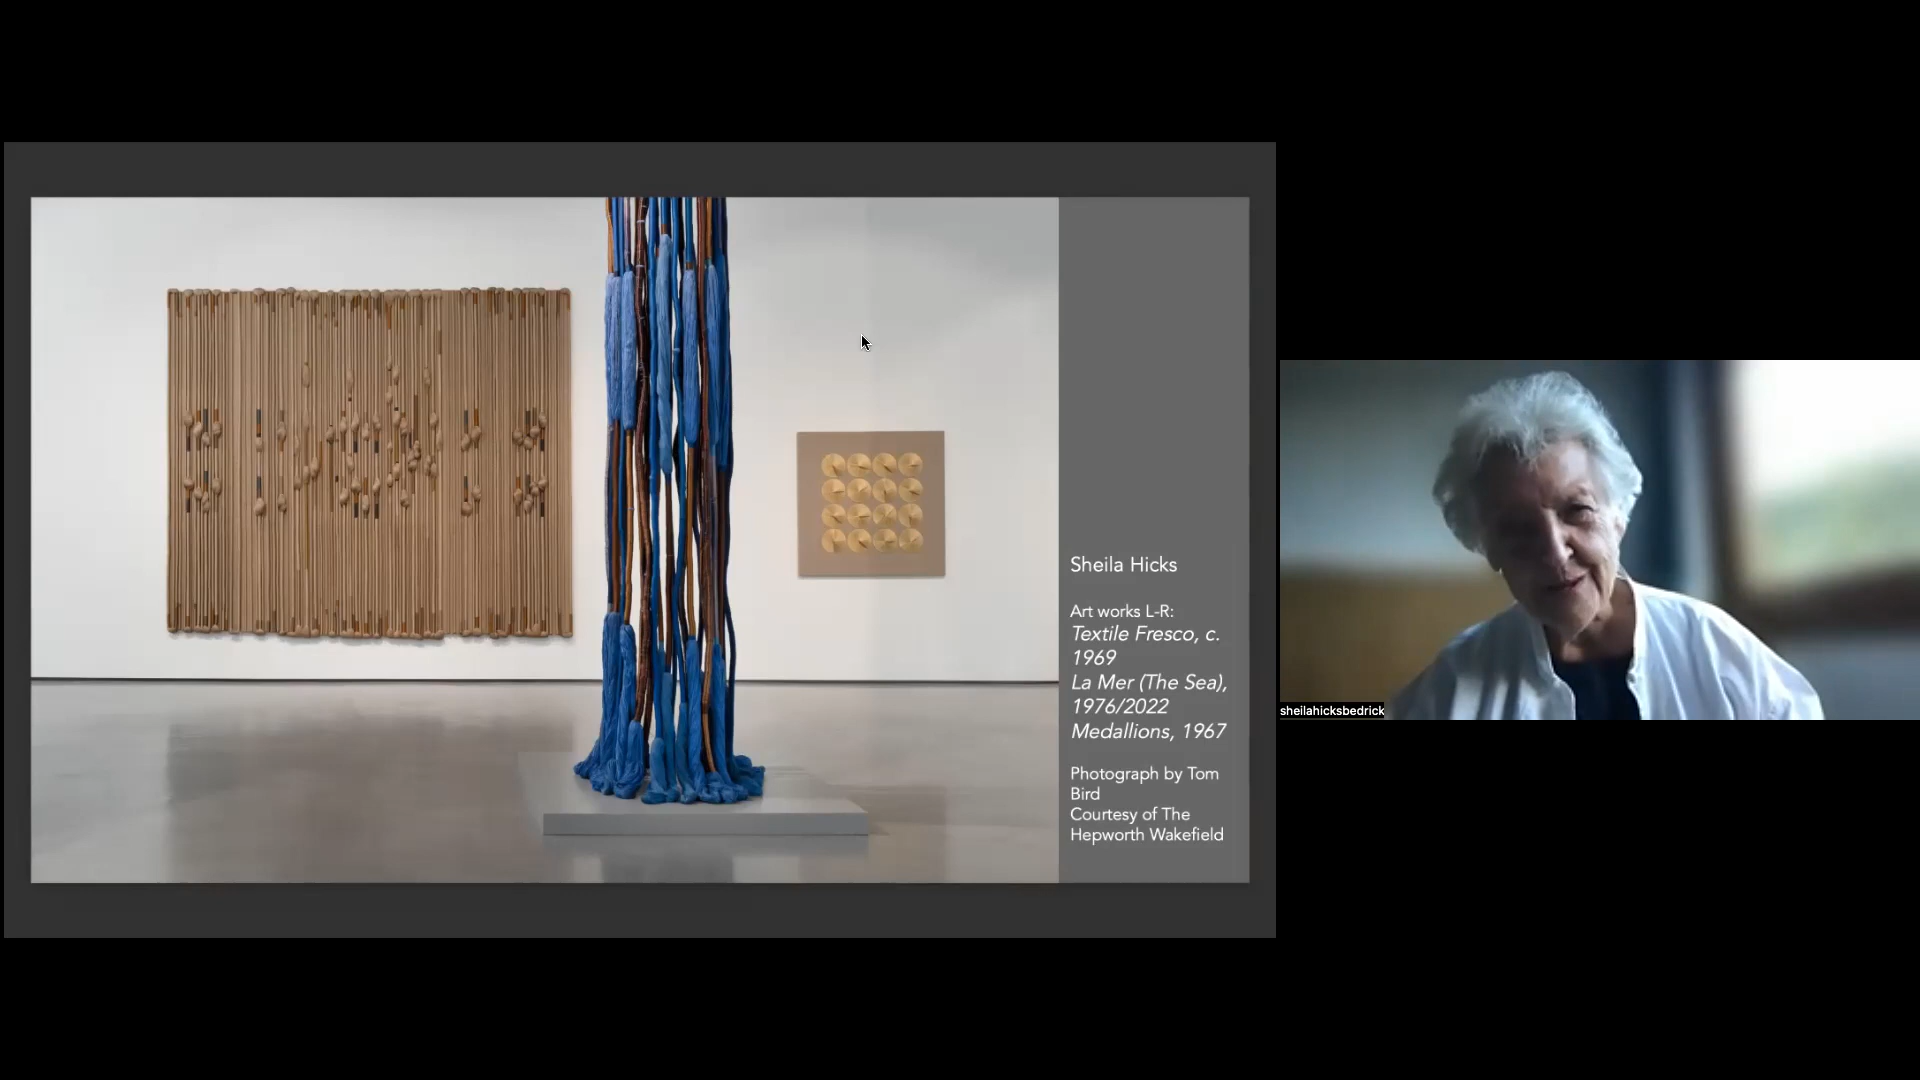 Sheila Hicks
Art works L-R:
Textile Fresco, c.
1969
La Mer (The Sea),
1976/2022
Medallions, 1967
Photograph by Tom
Bird
Courtesy of The
Hepworth Wakefield
sheilahicksbedrick